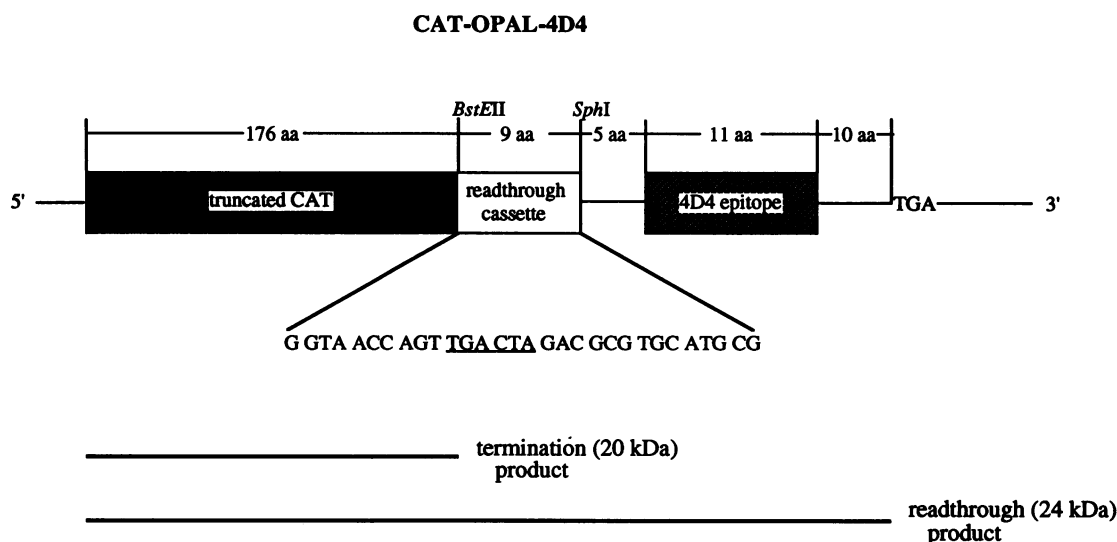 CAT-OPAL-4D4
BstEII SphI
176 aa 9 aa 5 aa 11 aa 10 aa
5' truncated CAT readthrough cassette 4D4 epitope TGA 3'
G GTA ACC AGT TGA CTA GAC GCG TGC ATG CG
termination (20 kDa)
product
readthrough (24 kDa)
product